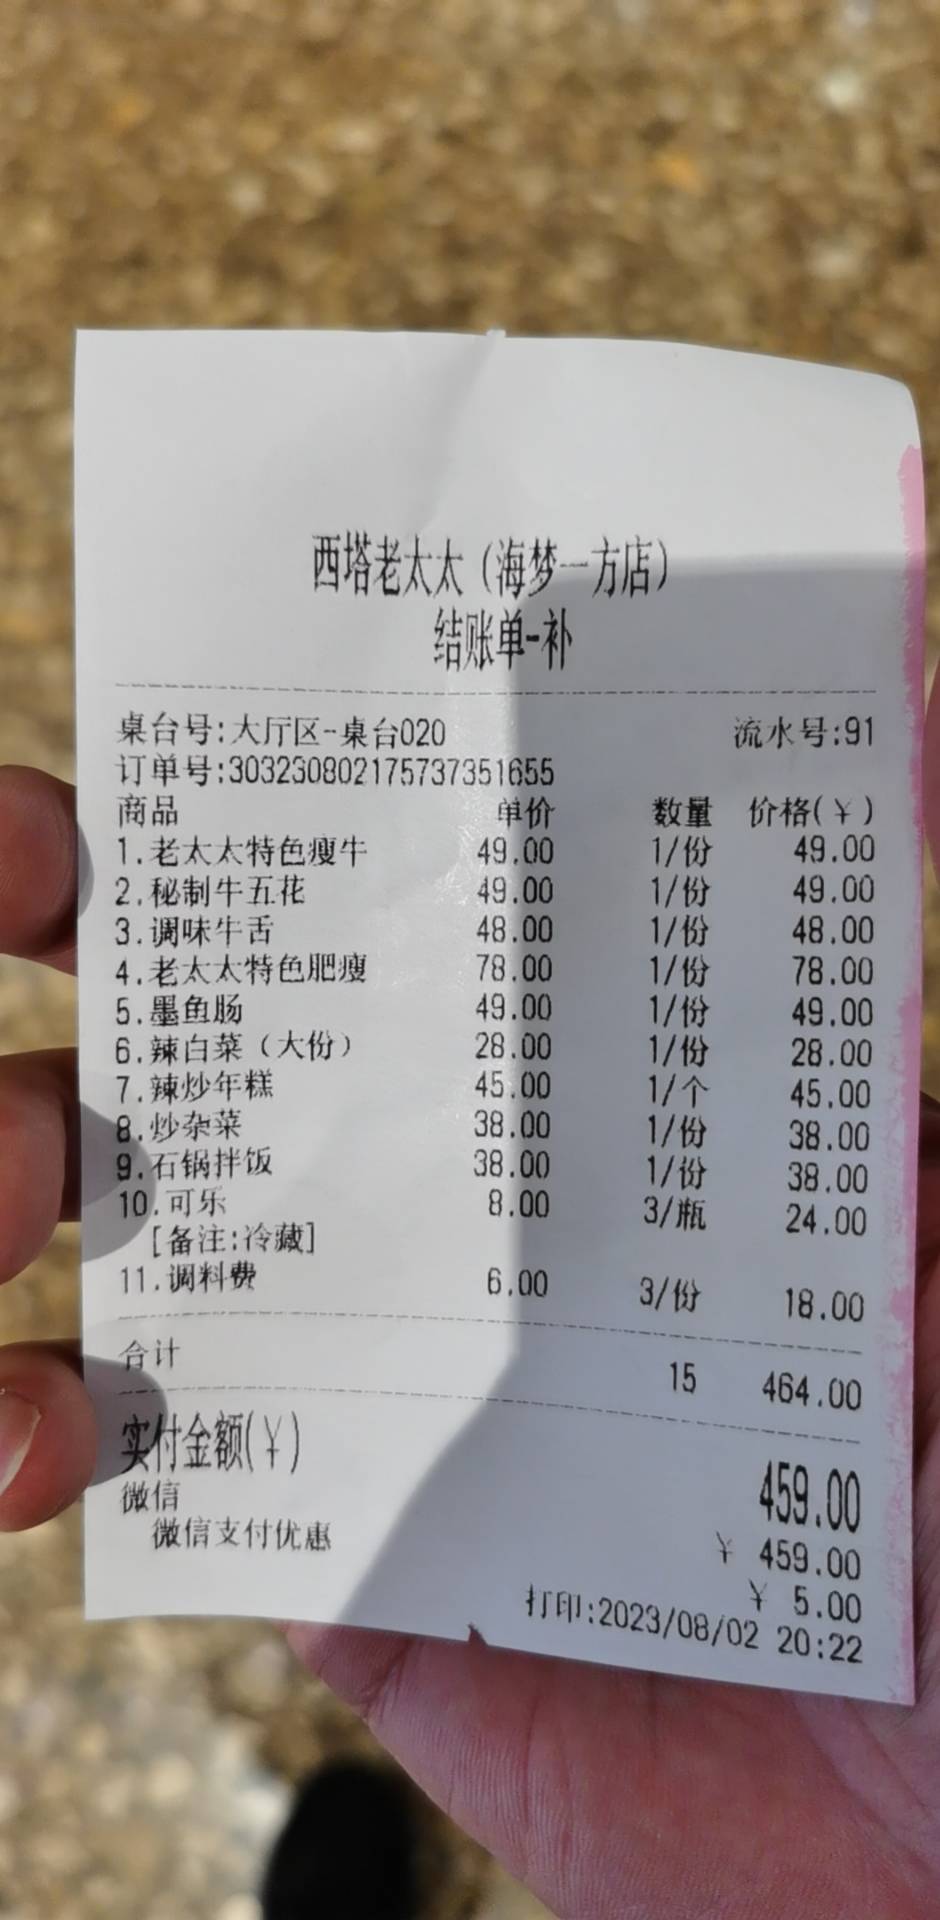 西塔老太太（海梦一方店）
结账单-补
桌台号:大厅区-桌台020 流水号:91
订单号:303230802175737351655
商品 单价 数量 价格(¥)
1.老太太特色瘦牛 49.00 1/份 49.00
2.秘制牛五花 49.00 1/份 49.00
3.调味牛舌 48.00 1/份 48.00
4.老太太特色肥瘦 78.00 1/份 78.00
5.墨鱼肠 49.00 1/份 49.00
6.辣白菜（大份） 28.00 1/份 28.00
7.辣炒年糕 45.00 1/个 45.00
8.炒杂菜 38.00 1/份 38.00
9.石锅拌饭 38.00 1/份 38.00
10.可乐 8.00 3/瓶 24.00
[备注:冷藏]
11.调料费 6.00 3/份 18.00
合计 15 464.00
实付金额(¥) 459.00
微信 ¥ 459.00
微信支付优惠 ¥ 5.00
打印:2023/08/02 20:22